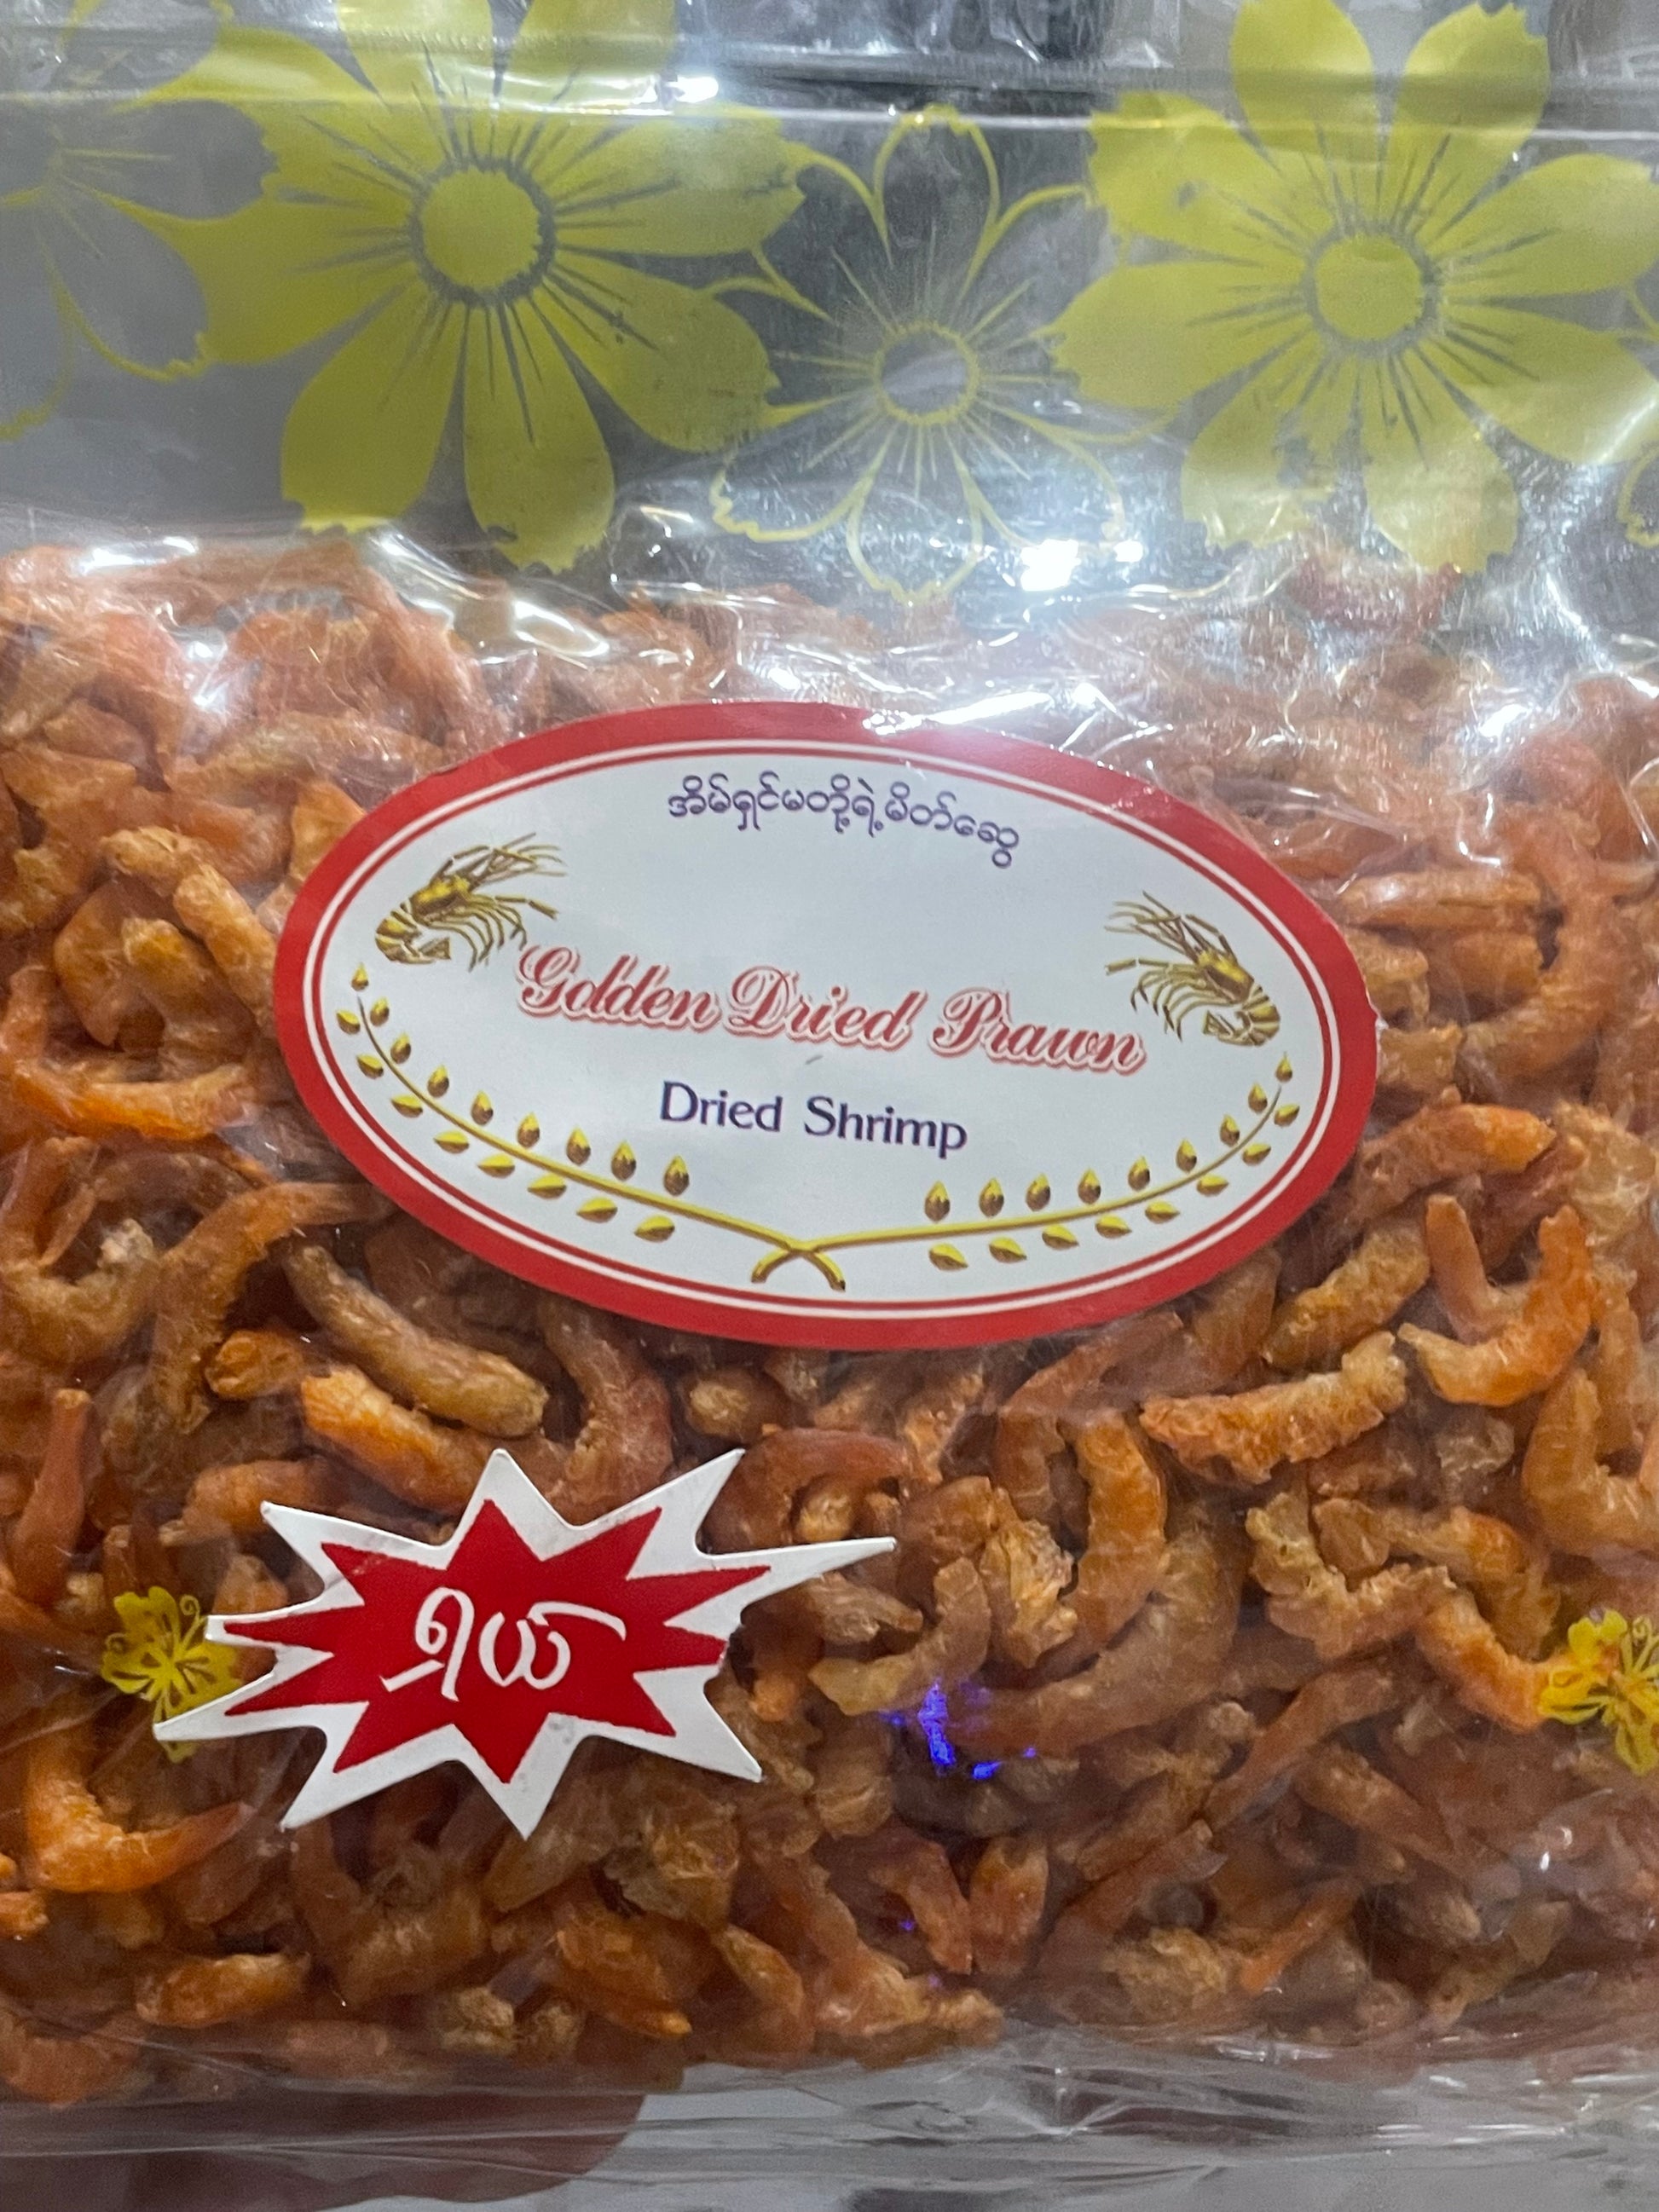 အိမ်ရှင်မတို့ရဲ့မိတ်ဆွေ
Golden Dried Prawn
Dried Shrimp
ရှယ်